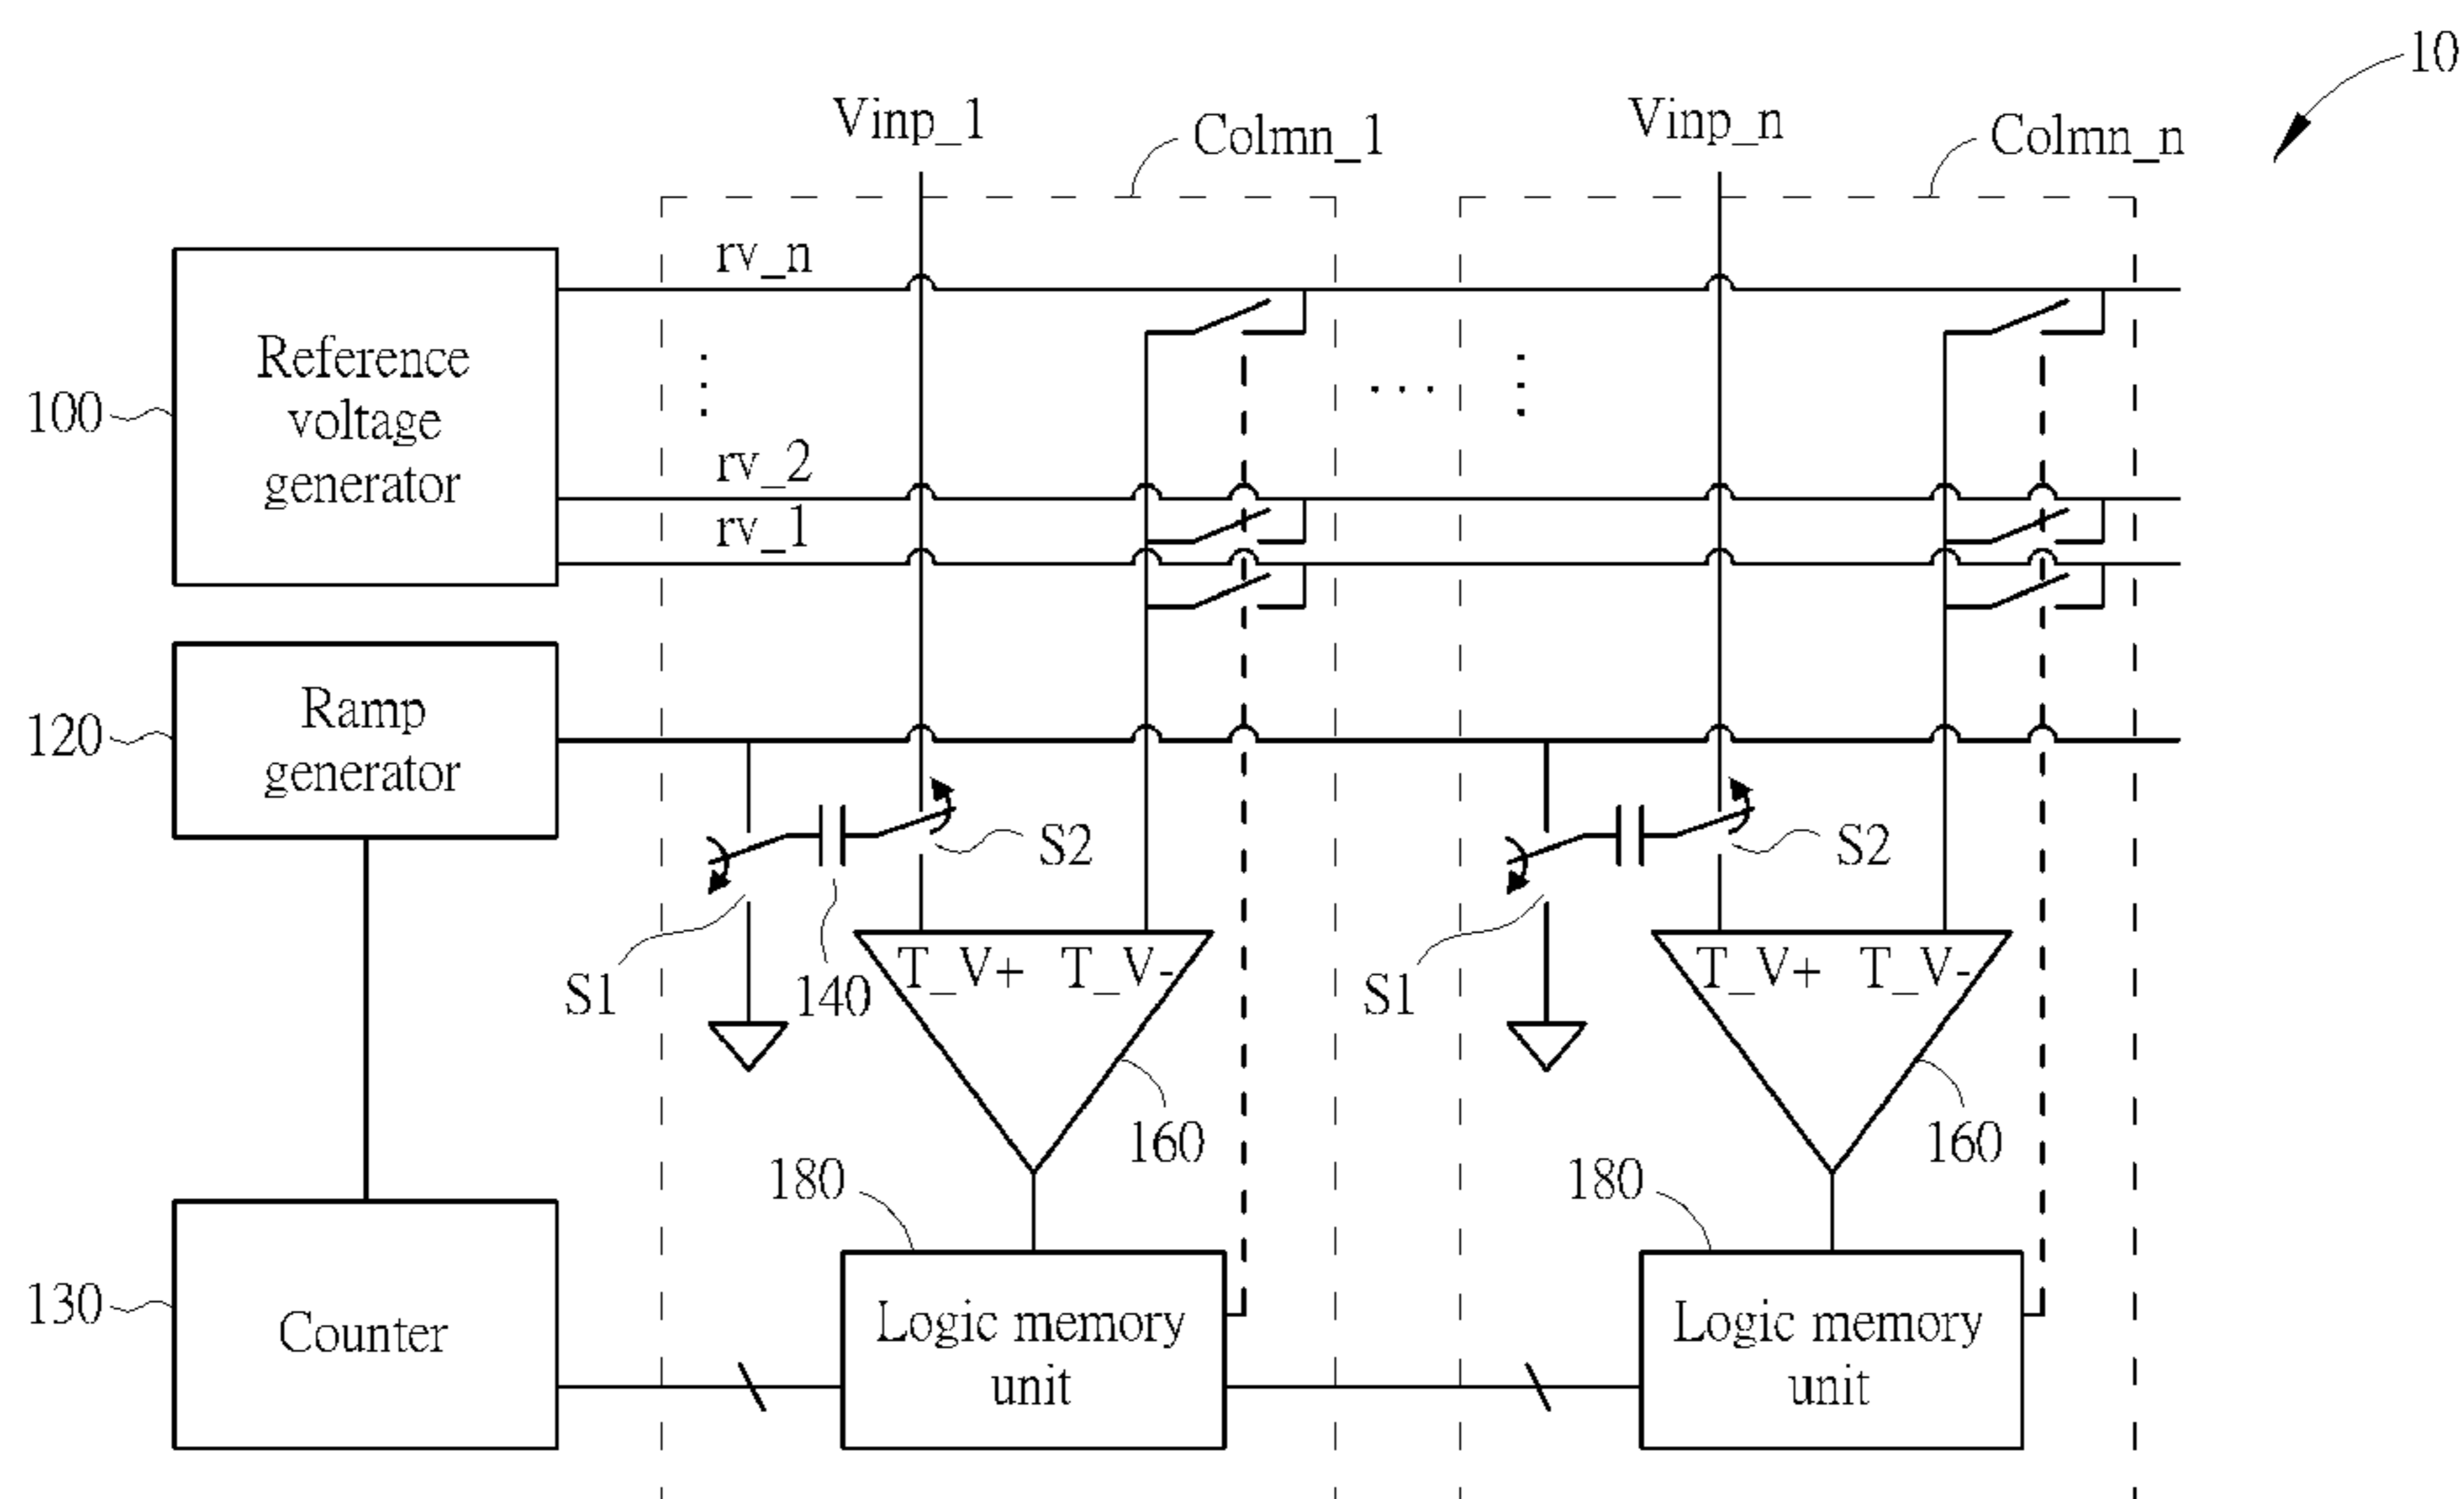 10
Vinp_1
Colmn_1
Vinp_n
Colmn_n
rv_n
Reference
voltage
generator
100
rv_2
rv_1
Ramp
generator
120
S2
S2
S1
140
T_V+ T_V-
S1
T_V+ T_V-
160
160
180
180
130
Counter
Logic memory
unit
Logic memory
unit